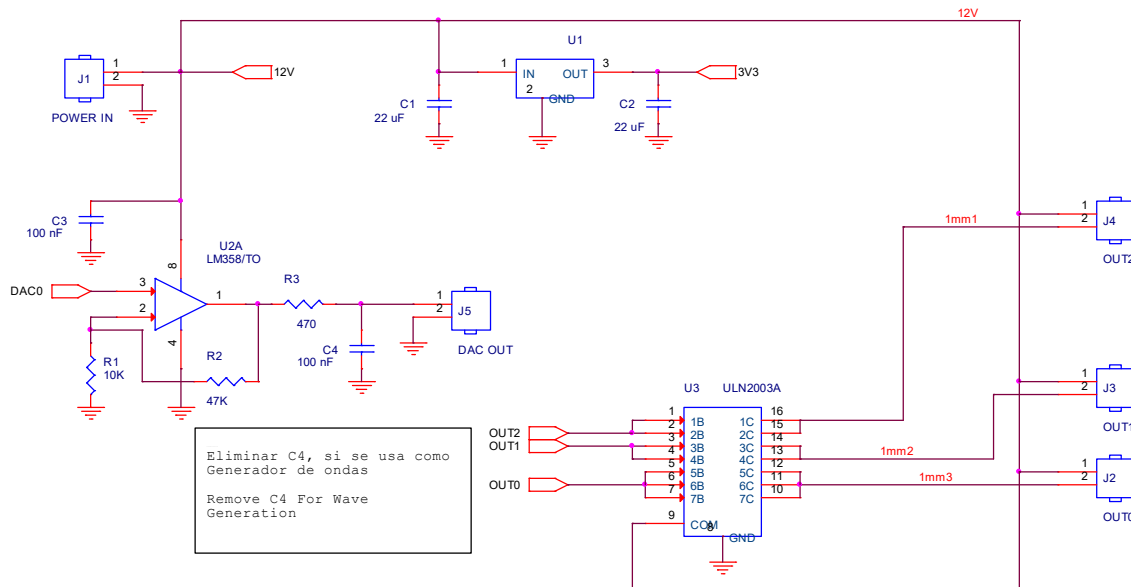 12V
J1
1
2
POWER IN
12V
U1
1
IN
OUT
3
2
GND
3V3
C1
22 uF
C2
22 uF
C3
100 nF
U2A
LM358/TO
8
DAC0
3
2
1
4
R3
470
R1
10K
R2
47K
C4
100 nF
1
2
J5
DAC OUT
1mm1
1
2
J4
OUT2
Eliminar C4, si se usa como
Generador de ondas
Remove C4 For Wave
Generation
U3
ULN2003A
OUT2
OUT1
OUT0
1
2
3
4
5
6
7
9
1B
2B
3B
4B
5B
6B
7B
COM
8
GND
1C
2C
3C
4C
5C
6C
7C
16
15
14
13
12
11
10
1mm2
1mm3
1
2
J3
OUT1
1
2
J2
OUT0